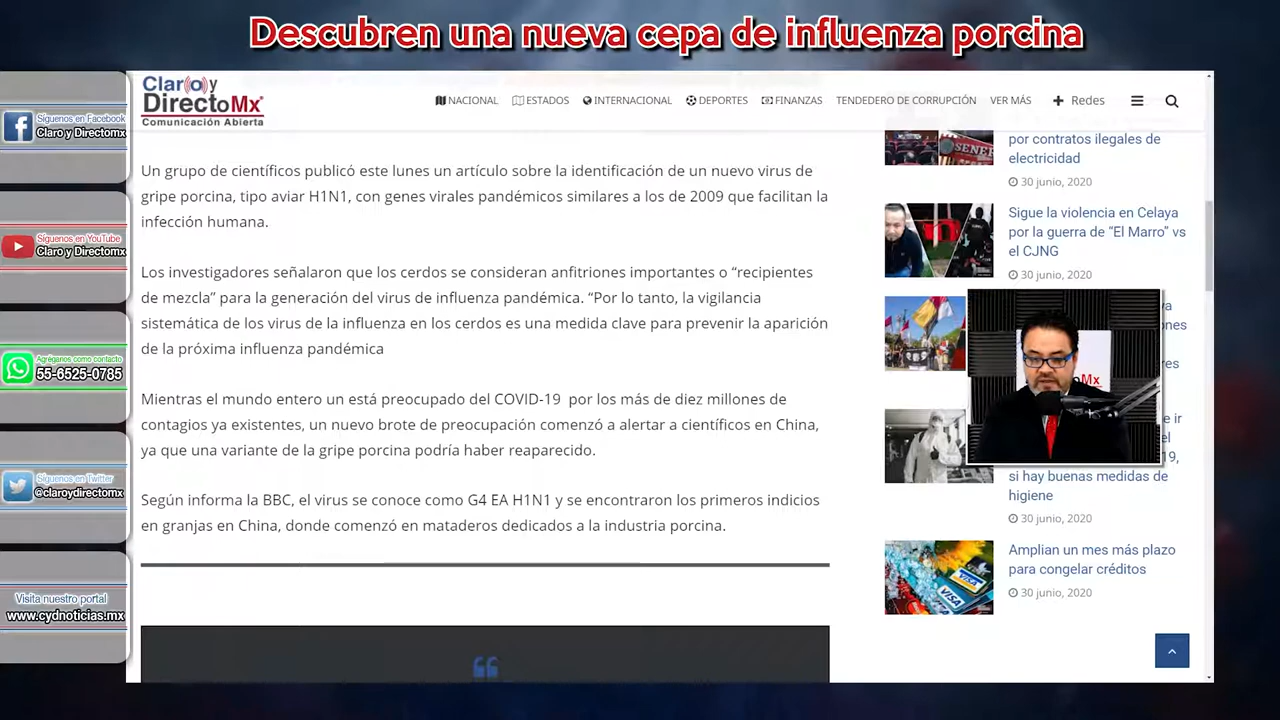 Descubren una nueva cepa de influenza porcina
Síguenos en Facebook
Claro y Directomx
Síguenos en YouTube
Claro y Directomx
Agréganos como contacto
55-6525-0785
Síguenos en Twitter
@claroydirectomx
Visita nuestro portal
www.cydnoticias.mx
Claro y
DirectoMx
Comunicación Abierta
NACIONAL ESTADOS INTERNACIONAL DEPORTES FINANZAS TENDEDERO DE CORRUPCIÓN VER MÁS Redes
Un grupo de científicos publicó este lunes un artículo sobre la identificación de un nuevo virus de
gripe porcina, tipo aviar H1N1, con genes virales pandémicos similares a los de 2009 que facilitan la
infección humana.
Los investigadores señalaron que los cerdos se consideran anfitriones importantes o “recipientes
de mezcla” para la generación del virus de influenza pandémica. “Por lo tanto, la vigilancia
sistemática de los virus de la influenza en los cerdos es una medida clave para prevenir la aparición
de la próxima influenza pandémica
Mientras el mundo entero un está preocupado del COVID-19 por los más de diez millones de
contagios ya existentes, un nuevo brote de preocupación comenzó a alertar a científicos en China,
ya que una variante de la gripe porcina podría haber reaparecido.
Según informa la BBC, el virus se conoce como G4 EA H1N1 y se encontraron los primeros indicios
en granjas en China, donde comenzó en mataderos dedicados a la industria porcina.
por contratos ilegales de
electricidad
30 junio, 2020
Sigue la violencia en Celaya
por la guerra de “El Marro” vs
el CJNG
30 junio, 2020
Mx
si hay buenas medidas de
higiene
30 junio, 2020
Amplian un mes más plazo
para congelar créditos
30 junio, 2020
VISA
VISA